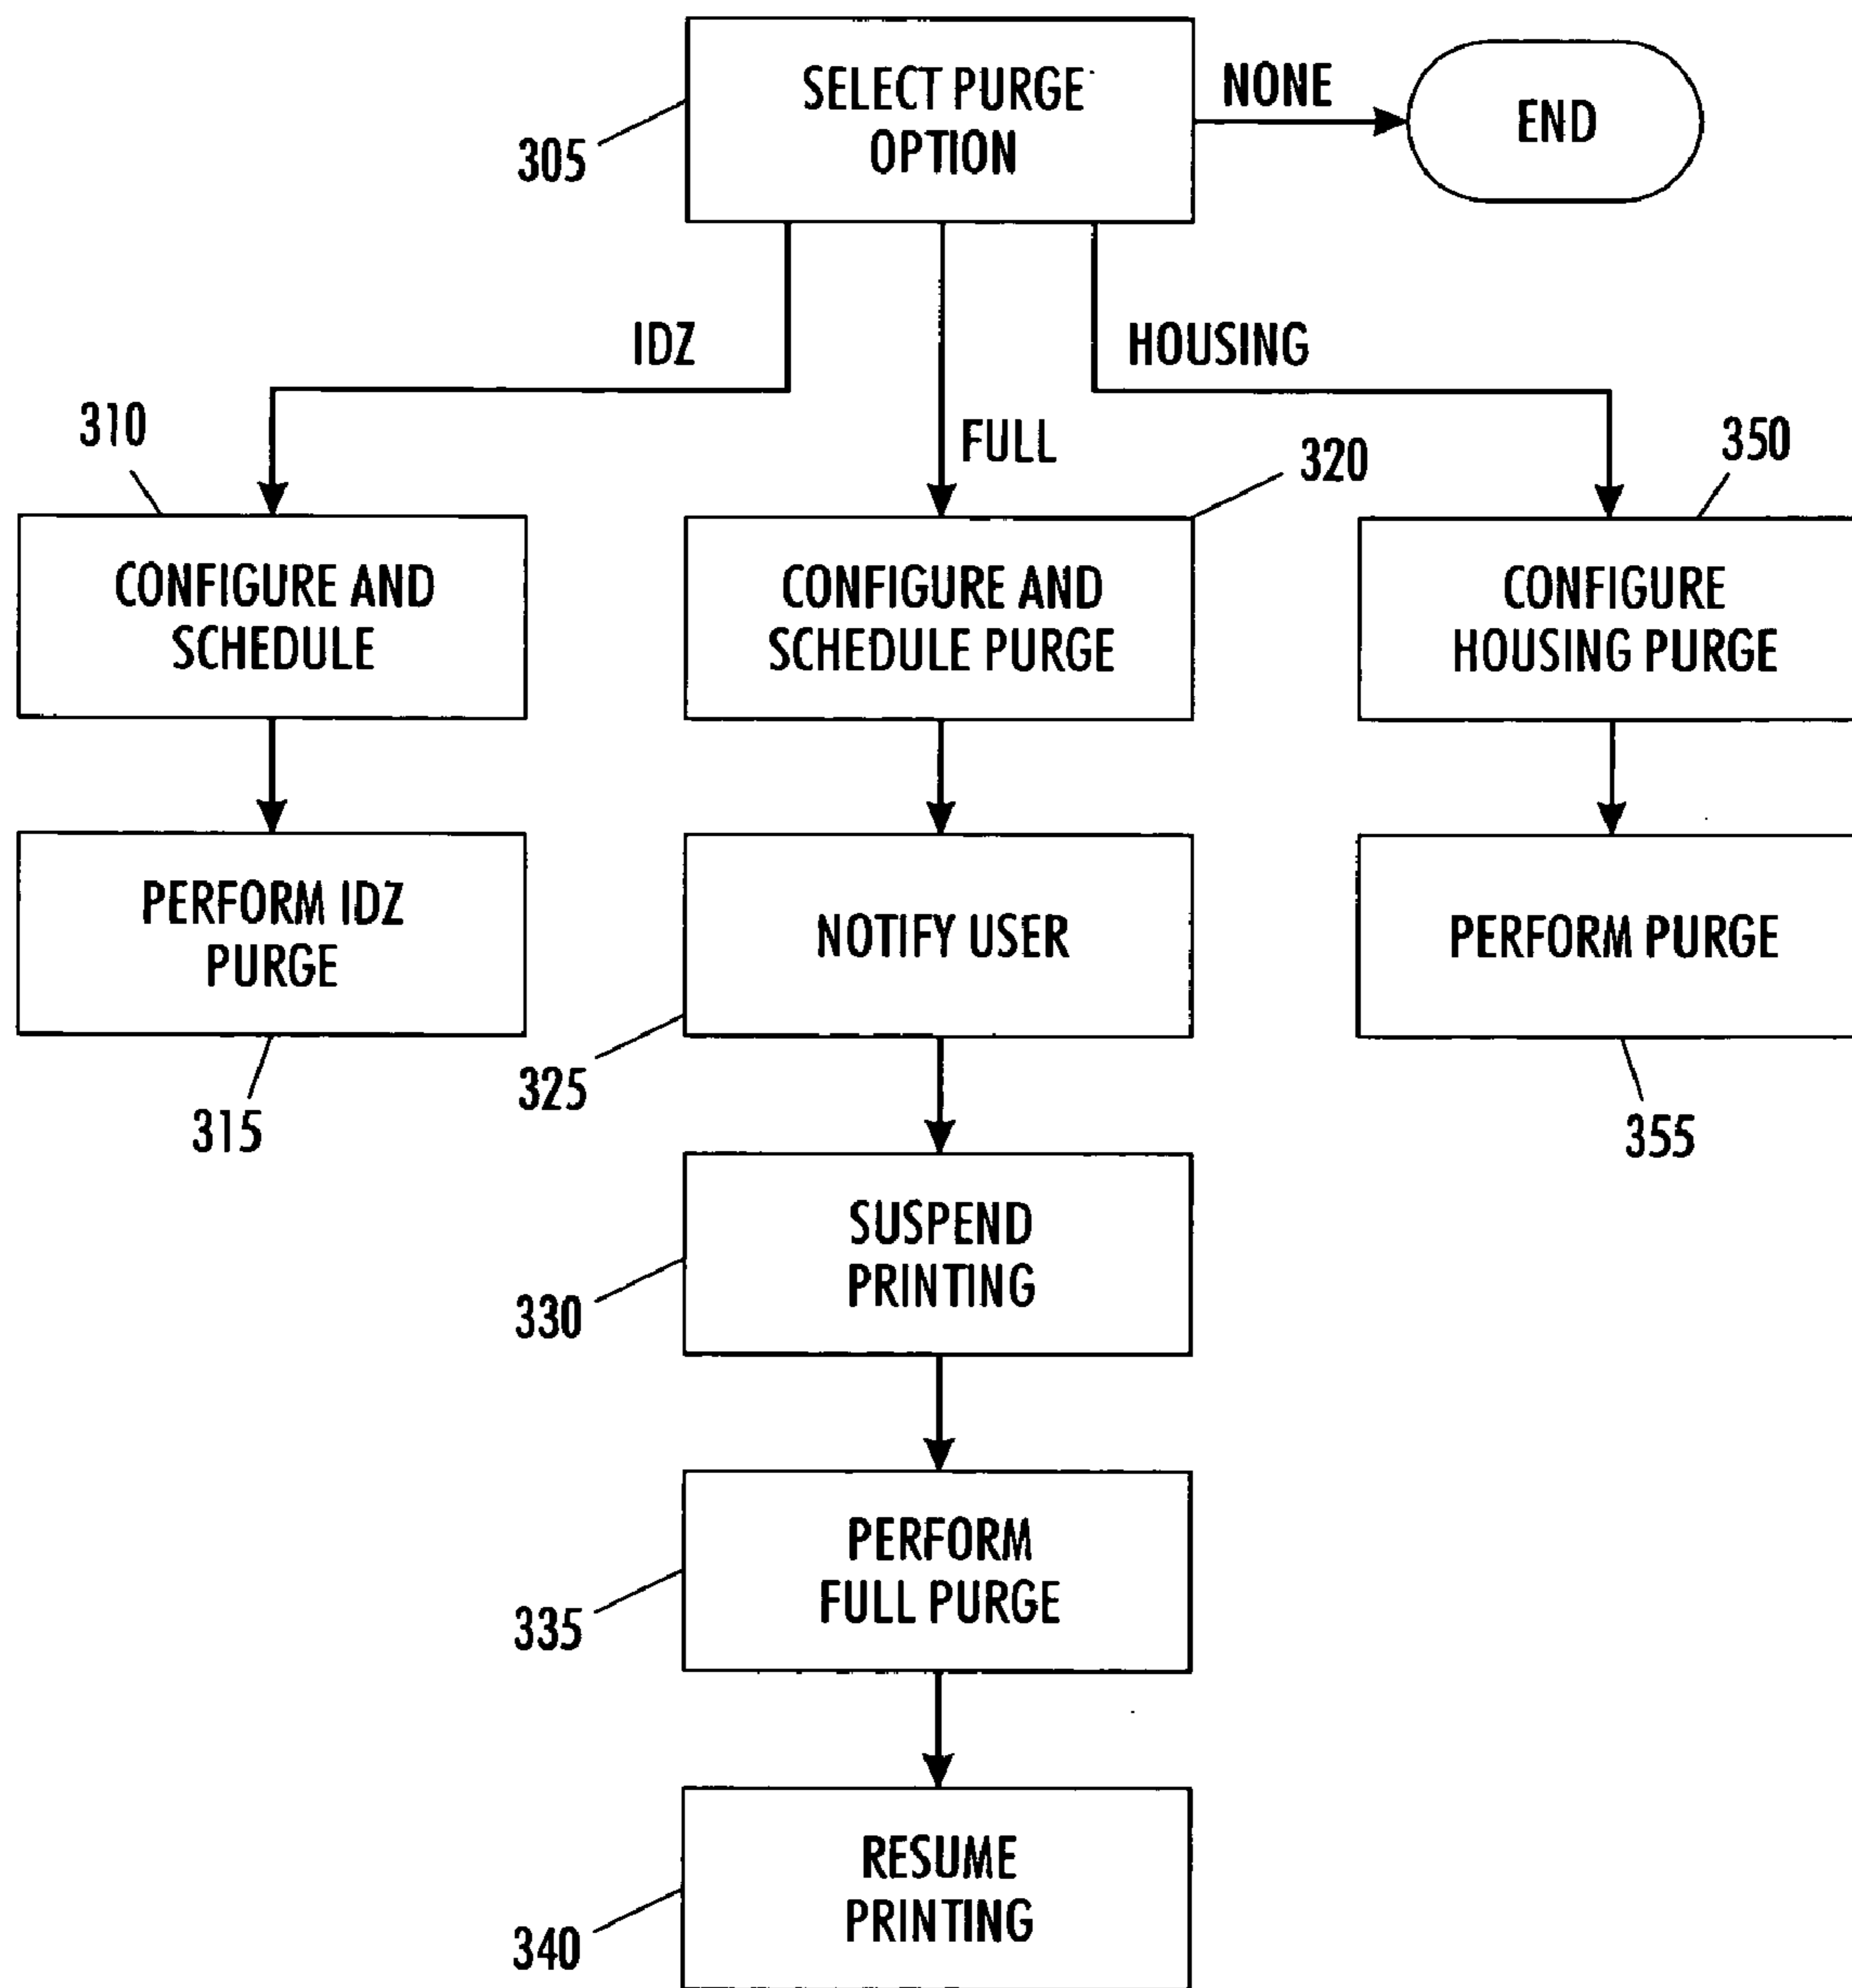 SELECT PURGE
OPTION
NONE
END
305
IDZ
HOUSING
FULL
310
320
350
CONFIGURE AND
SCHEDULE
CONFIGURE AND
SCHEDULE PURGE
CONFIGURE
HOUSING PURGE
PERFORM IDZ
PURGE
NOTIFY USER
PERFORM PURGE
315
325
355
SUSPEND
PRINTING
330
PERFORM
FULL PURGE
335
RESUME
PRINTING
340